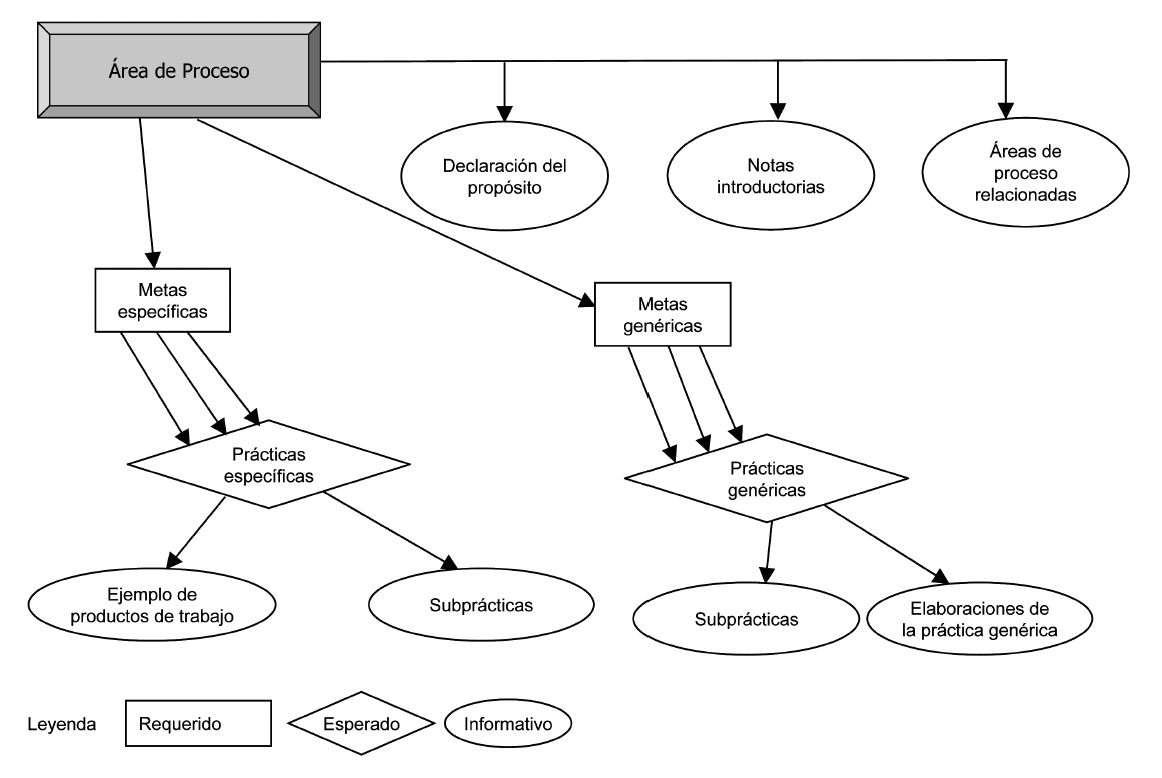 Área de Proceso
Declaración del
propósito
Notas
introductorias
Áreas de
proceso
relacionadas
Metas
específicas
Metas
genéricas
Prácticas
específicas
Prácticas
genéricas
Ejemplo de
productos de trabajo
Subprácticas
Subprácticas
Elaboraciones de
la práctica genérica
Leyenda
Requerido
Esperado
Informativo